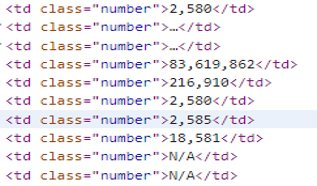 <td class="number">2,580</td>
<td class="number">…</td>
<td class="number">…</td>
<td class="number">83,619,862</td>
<td class="number">216,910</td>
<td class="number">2,580</td>
<td class="number">2,585</td>
<td class="number">18,581</td>
<td class="number">N/A</td>
<td class="number">N/A</td>